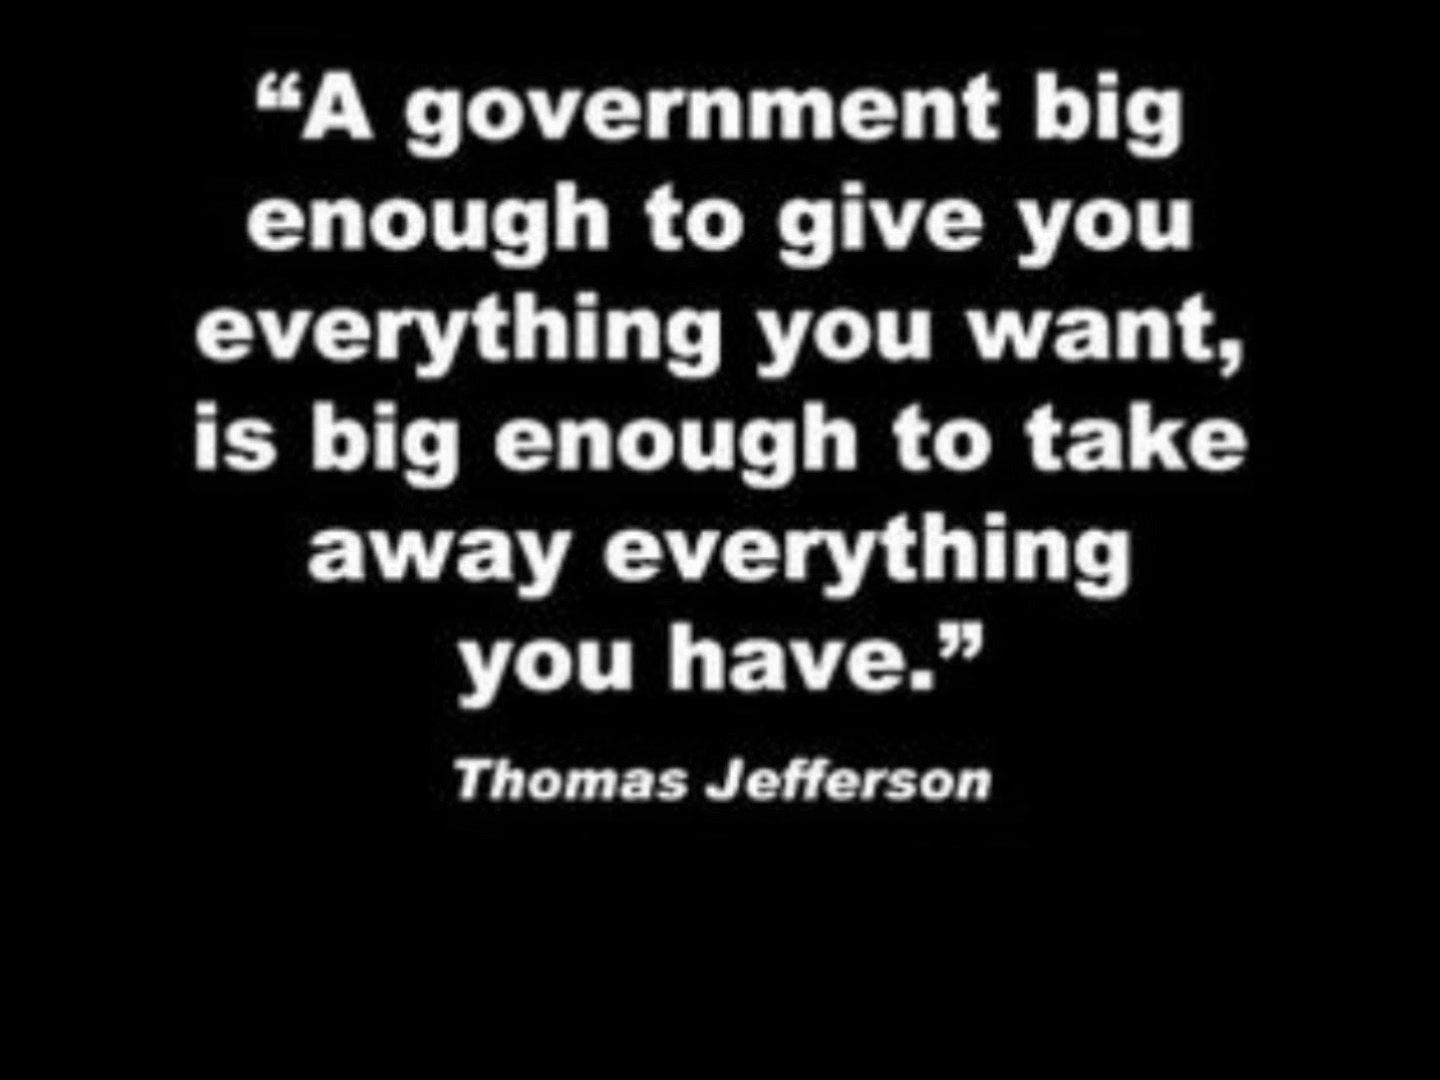 “A government big
enough to give you
everything you want,
is big enough to take
away everything
you have.”
Thomas Jefferson